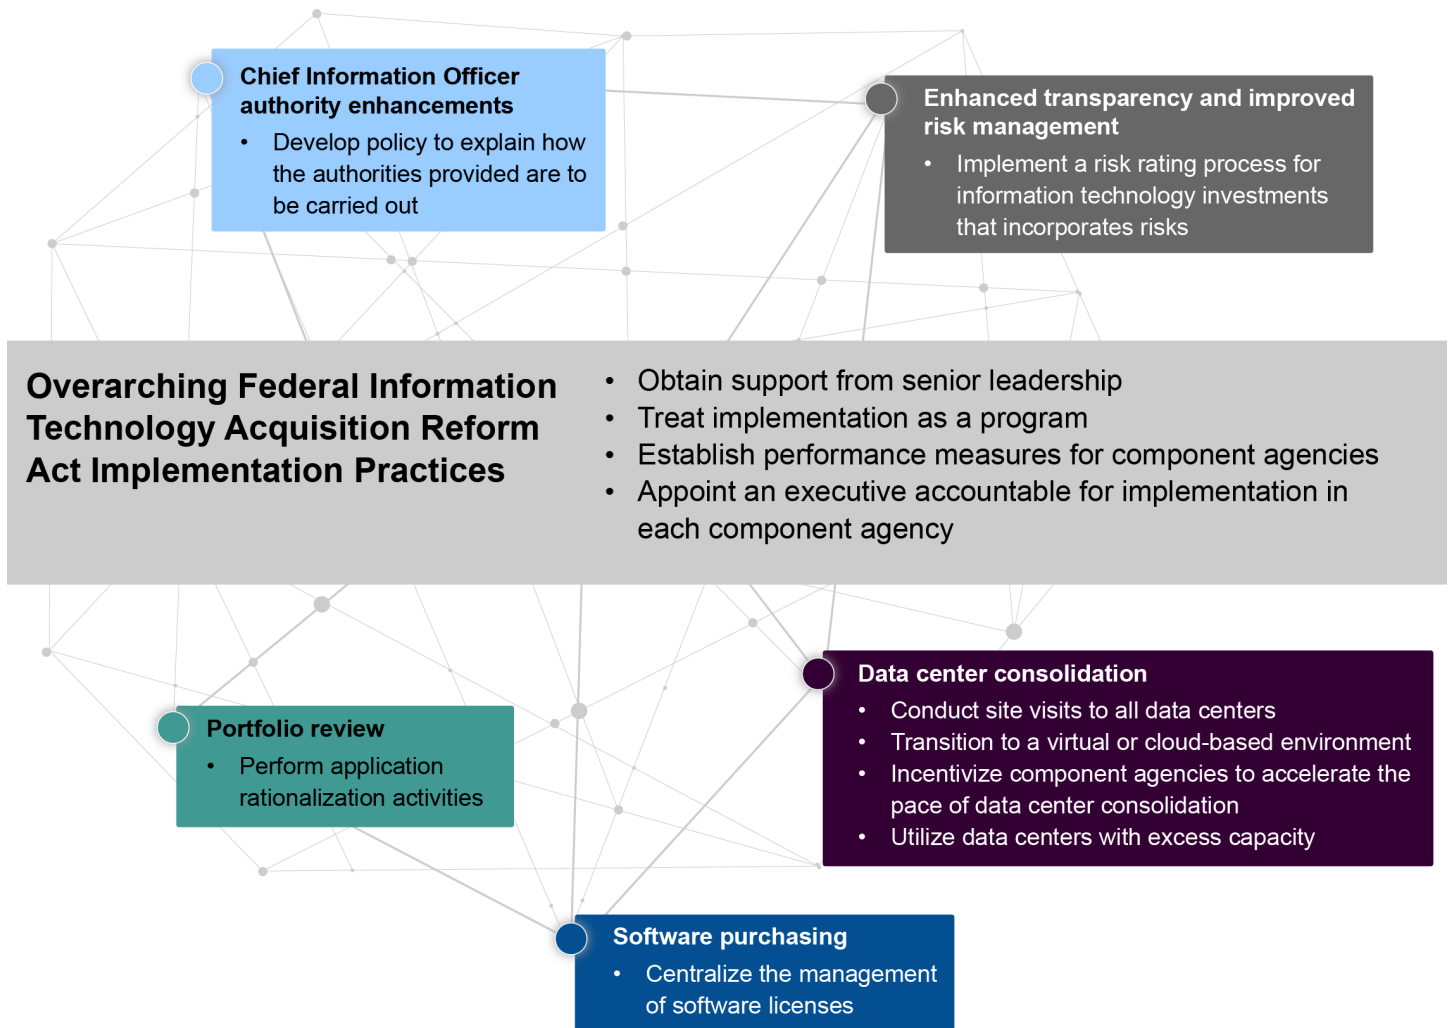 Chief Information Officer
authority enhancements
• Develop policy to explain how
the authorities provided are to
be carried out
Enhanced transparency and improved
risk management
• Implement a risk rating process for
information technology investments
that incorporates risks
Overarching Federal Information
Technology Acquisition Reform
Act Implementation Practices
• Obtain support from senior leadership
• Treat implementation as a program
• Establish performance measures for component agencies
• Appoint an executive accountable for implementation in
each component agency
Portfolio review
• Perform application
rationalization activities
Data center consolidation
• Conduct site visits to all data centers
• Transition to a virtual or cloud-based environment
• Incentivize component agencies to accelerate the
pace of data center consolidation
• Utilize data centers with excess capacity
Software purchasing
• Centralize the management
of software licenses